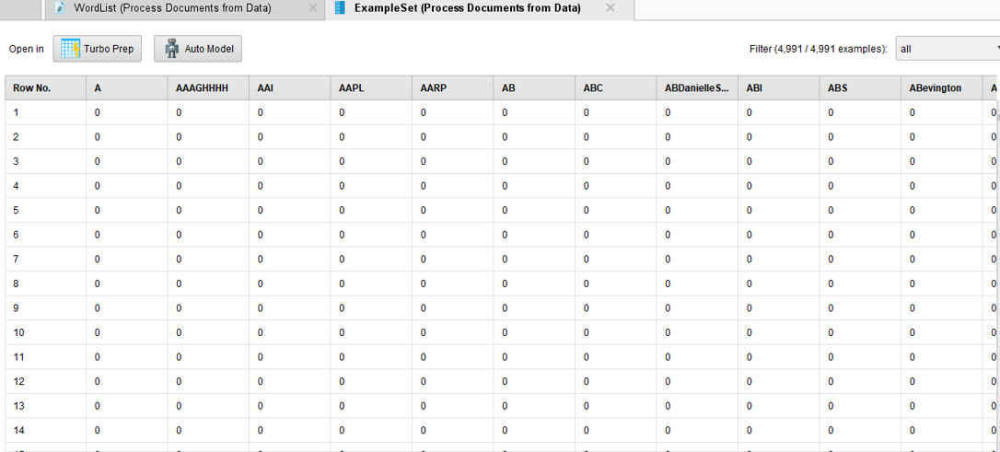 WordList (Process Documents from Data) ExampleSet (Process Documents from Data)
Open in Turbo Prep Auto Model Filter (4,991 / 4,991 examples): all
Row No. A AAAGHHHH AAI AAPL AARP AB ABC ABDanielleS... ABI ABS ABevington A
1 0 0 0 0 0 0 0 0 0 0 0 0
2 0 0 0 0 0 0 0 0 0 0 0 0
3 0 0 0 0 0 0 0 0 0 0 0 0
4 0 0 0 0 0 0 0 0 0 0 0 0
5 0 0 0 0 0 0 0 0 0 0 0 0
6 0 0 0 0 0 0 0 0 0 0 0 0
7 0 0 0 0 0 0 0 0 0 0 0 0
8 0 0 0 0 0 0 0 0 0 0 0 0
9 0 0 0 0 0 0 0 0 0 0 0 0
10 0 0 0 0 0 0 0 0 0 0 0 0
11 0 0 0 0 0 0 0 0 0 0 0 0
12 0 0 0 0 0 0 0 0 0 0 0 0
13 0 0 0 0 0 0 0 0 0 0 0 0
14 0 0 0 0 0 0 0 0 0 0 0 0